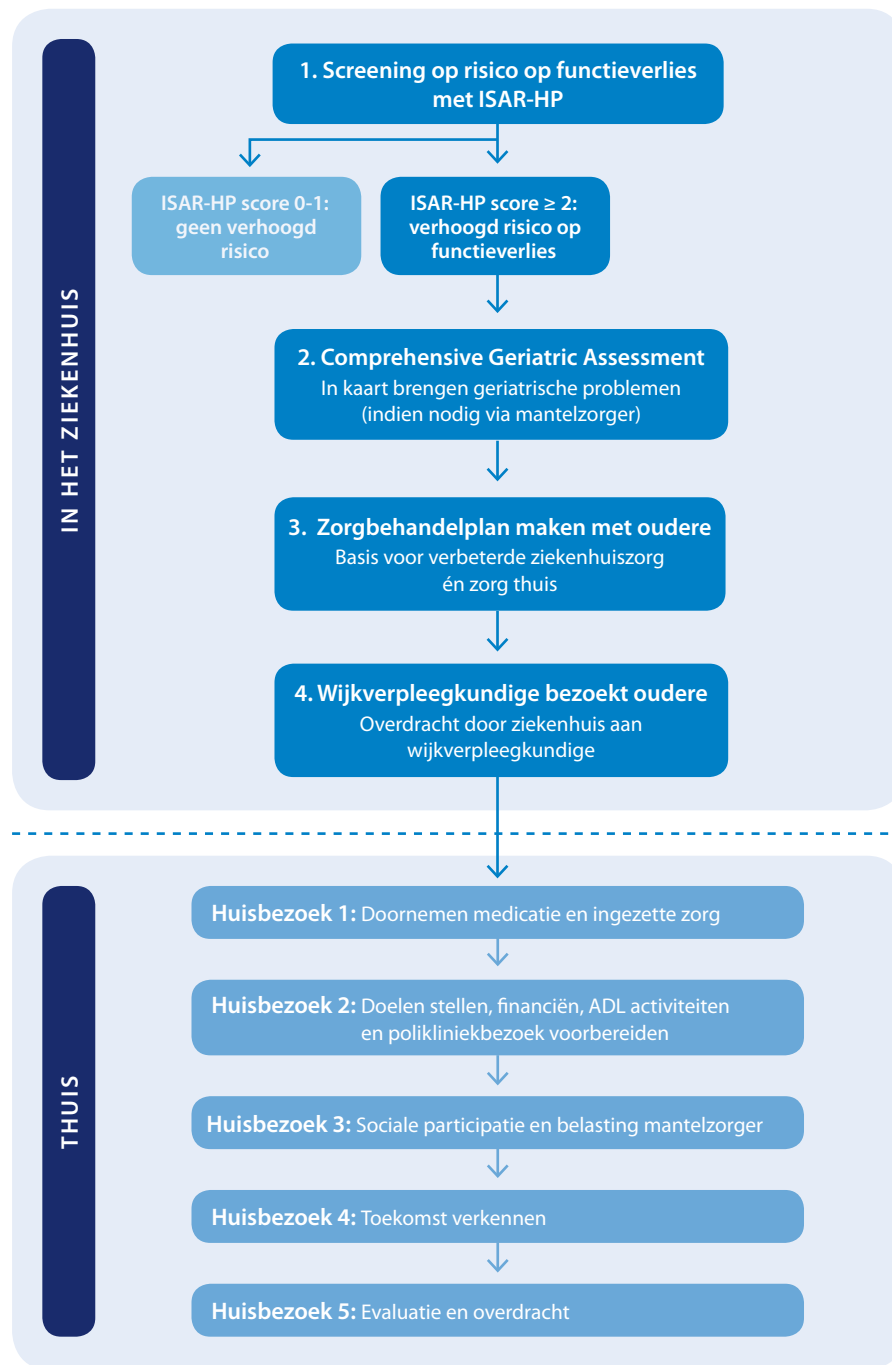 IN HET ZIEKENHUIS
1. Screening op risico op functieverlies
met ISAR-HP
ISAR-HP score 0-1:
geen verhoogd
risico
ISAR-HP score ≥ 2:
verhoogd risico op
functieverlies
2. Comprehensive Geriatric Assessment
In kaart brengen geriatrische problemen
(indien nodig via mantelzorger)
3. Zorgbehandelplan maken met oudere
Basis voor verbeterde ziekenhuiszorg
én zorg thuis
4. Wijkverpleegkundige bezoekt oudere
Overdracht door ziekenhuis aan
wijkverpleegkundige
THUIS
Huisbezoek 1: Doornemen medicatie en ingezette zorg
Huisbezoek 2: Doelen stellen, financiën, ADL activiteiten
en polikliniekbezoek voorbereiden
Huisbezoek 3: Sociale participatie en belasting mantelzorger
Huisbezoek 4: Toekomst verkennen
Huisbezoek 5: Evaluatie en overdracht